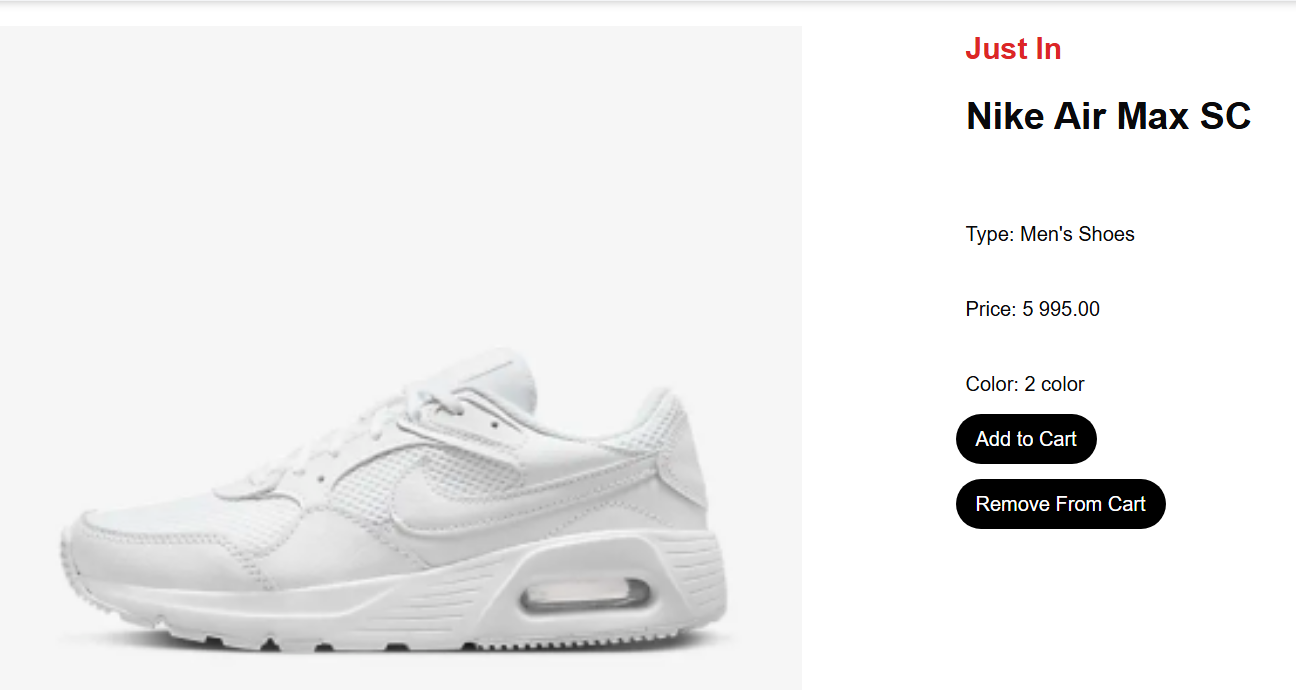 Just In
Nike Air Max SC
Type: Men's Shoes
Price: 5 995.00
Color: 2 color
Add to Cart
Remove From Cart